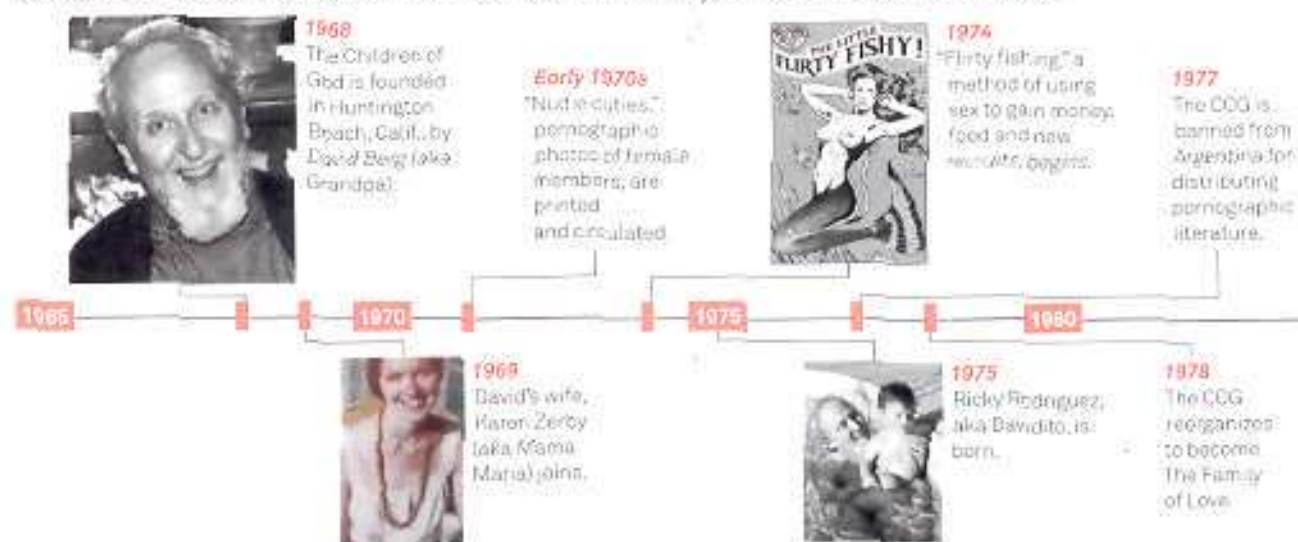 1968
The Children of
God is founded
in Huntington
Beach, Calif., by
David Berg (aka
Grandpa).
Early 1970s
"Nudie cuties,"
pornographic
photos of female
members, are
printed
and circulated
THE LITTLE
FLIRTY FISHY!
1974
"Flirty fishing," a
method of using
sex to gain money,
food and new
recruits, begins.
1977
The COG is
banned from
Argentina for
distributing
pornographic
literature.
1965
1970
1975
1980
1969
David's wife,
Karen Zerby
(aka Mama
Maria) joins.
1975
Ricky Rodriguez,
aka Davidito, is
born.
1978
The COG
reorganizes
to become
The Family
of Love.